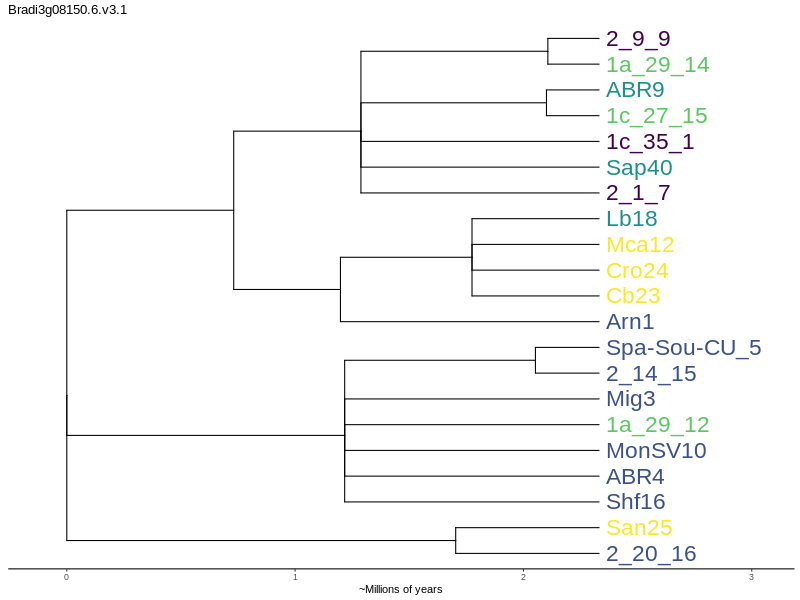 Bradi3g08150.6.v3.1
2_9_9
1a_29_14
ABR9
1c_27_15
1c_35_1
Sap40
2_1_7
Lb18
Mca12
Cro24
Cb23
Arn1
Spa-Sou-CU_5
2_14_15
Mig3
1a_29_12
MonSV10
ABR4
Shf16
San25
2_20_16
0 1 2 3
~Millions of years